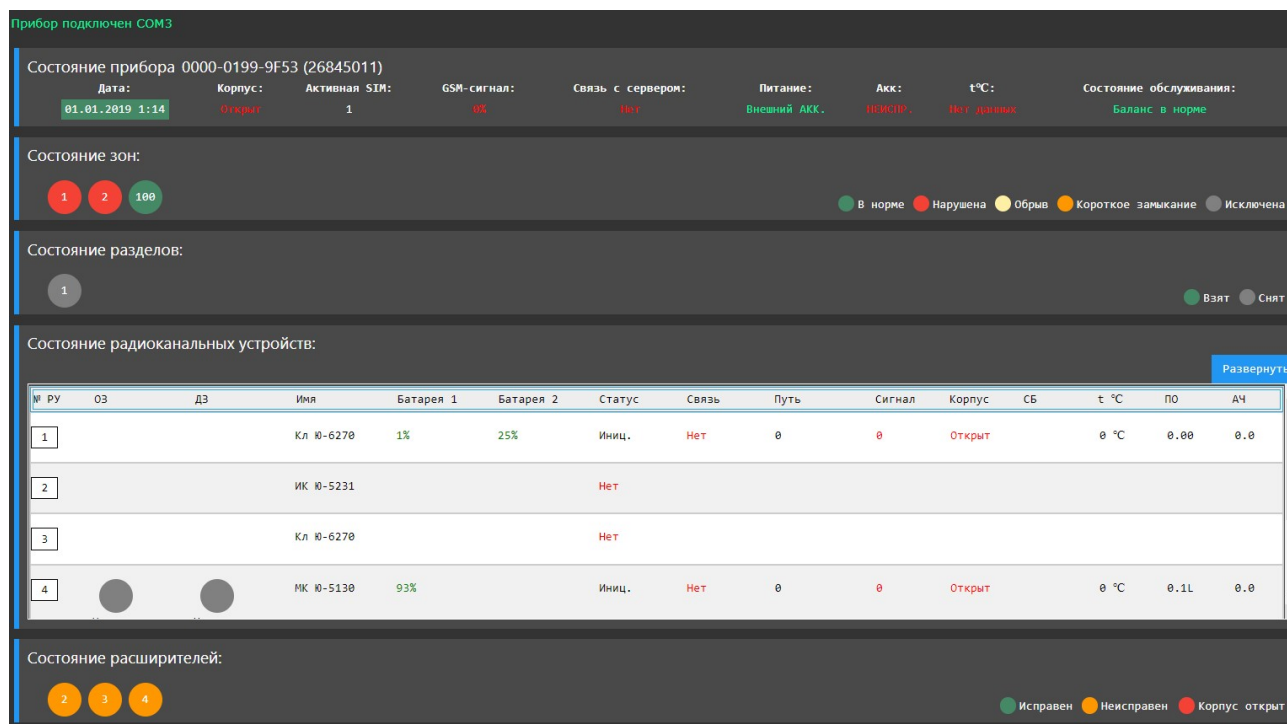 Прибор подключен COM3
Состояние прибора 0000-0199-9F53 (26845011)
Дата: Корпус: Активная SIM: GSM-сигнал: Связь с сервером: Питание: Акк: t°C: Состояние обслуживания:
01.01.2019 1:14 Открыт 1 0% Нет Внешний АКК. НЕИСПР. Нет данных Баланс в норме
Состояние зон:
1 2 100 В норме Нарушена Обрыв Короткое замыкание Исключена
Состояние разделов:
1 Взят Снят
Состояние радиоканальных устройств:
Развернуть
№ РУ ОЗ ДЗ Имя Батарея 1 Батарея 2 Статус Связь Путь Сигнал Корпус СБ t °C ПО АЧ
1 Кл Ю-6270 1% 25% Иниц. Нет 0 0 Открыт 0 °C 0.00 0.0
2 ИК Ю-5231 Нет
3 Кл Ю-6270 Нет
4 МК Ю-5130 93% Иниц. Нет 0 0 Открыт 0 °C 0.1L 0.0
Состояние расширителей:
2 3 4 Исправен Неисправен Корпус открыт